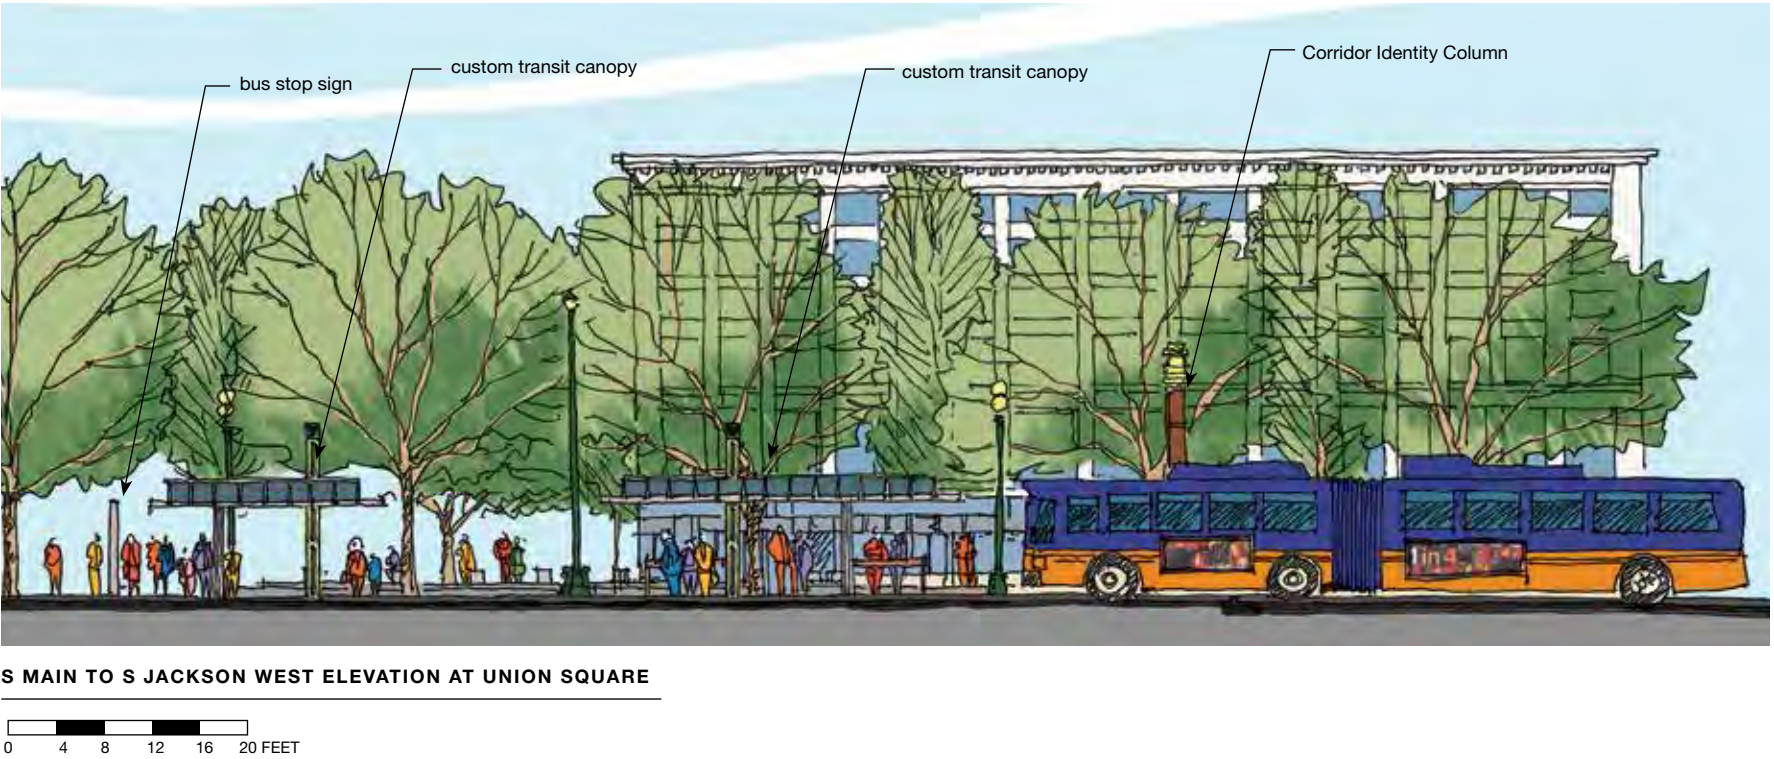 Corridor Identity Column
custom transit canopy
custom transit canopy
bus stop sign
S MAIN TO S JACKSON WEST ELEVATION AT UNION SQUARE
0 4 8 12 16 20 FEET